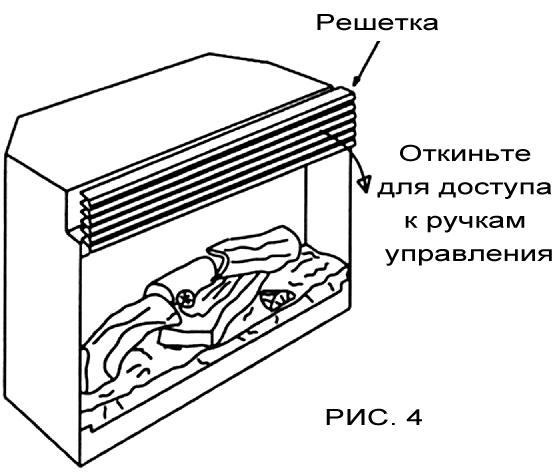 Решетка
Откиньте
для доступа
к ручкам
управления
РИС. 4